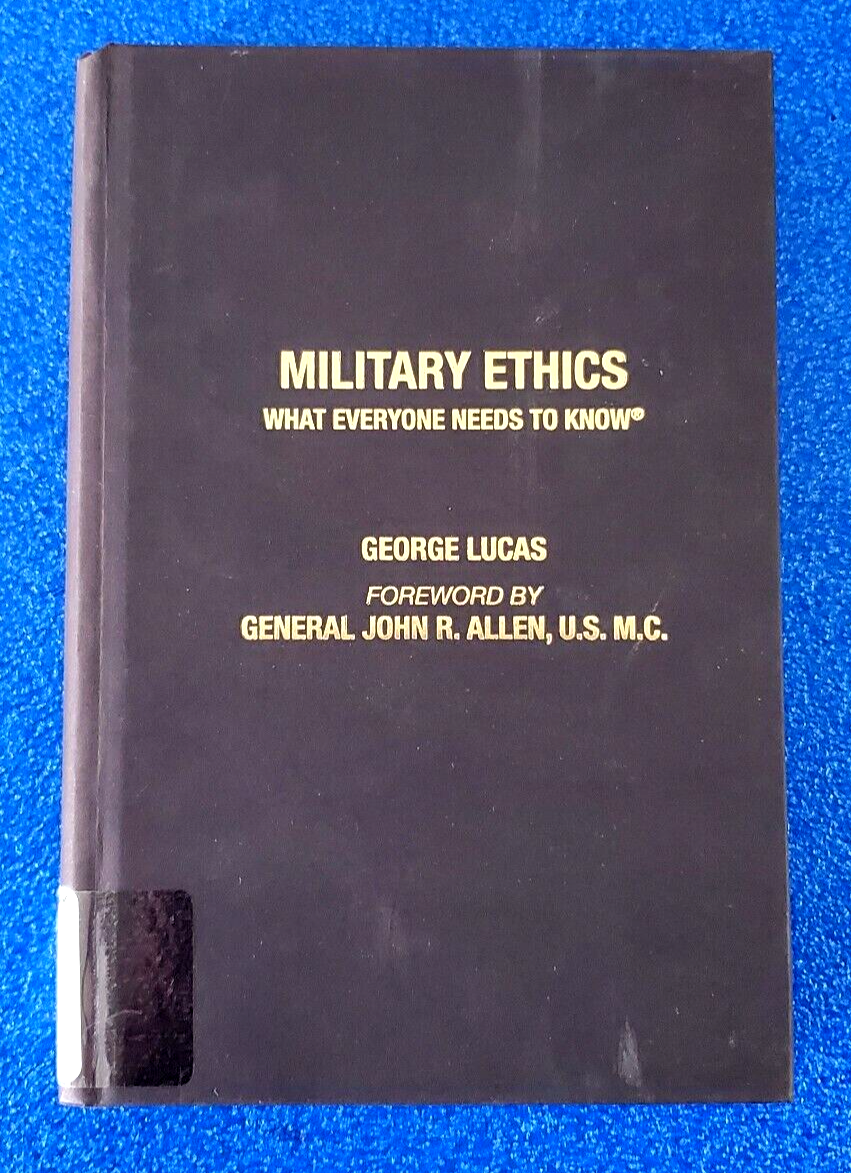 MILITARY ETHICS
WHAT EVERYONE NEEDS TO KNOW®
GEORGE LUCAS
FOREWORD BY
GENERAL JOHN R. ALLEN, U.S. M.C.